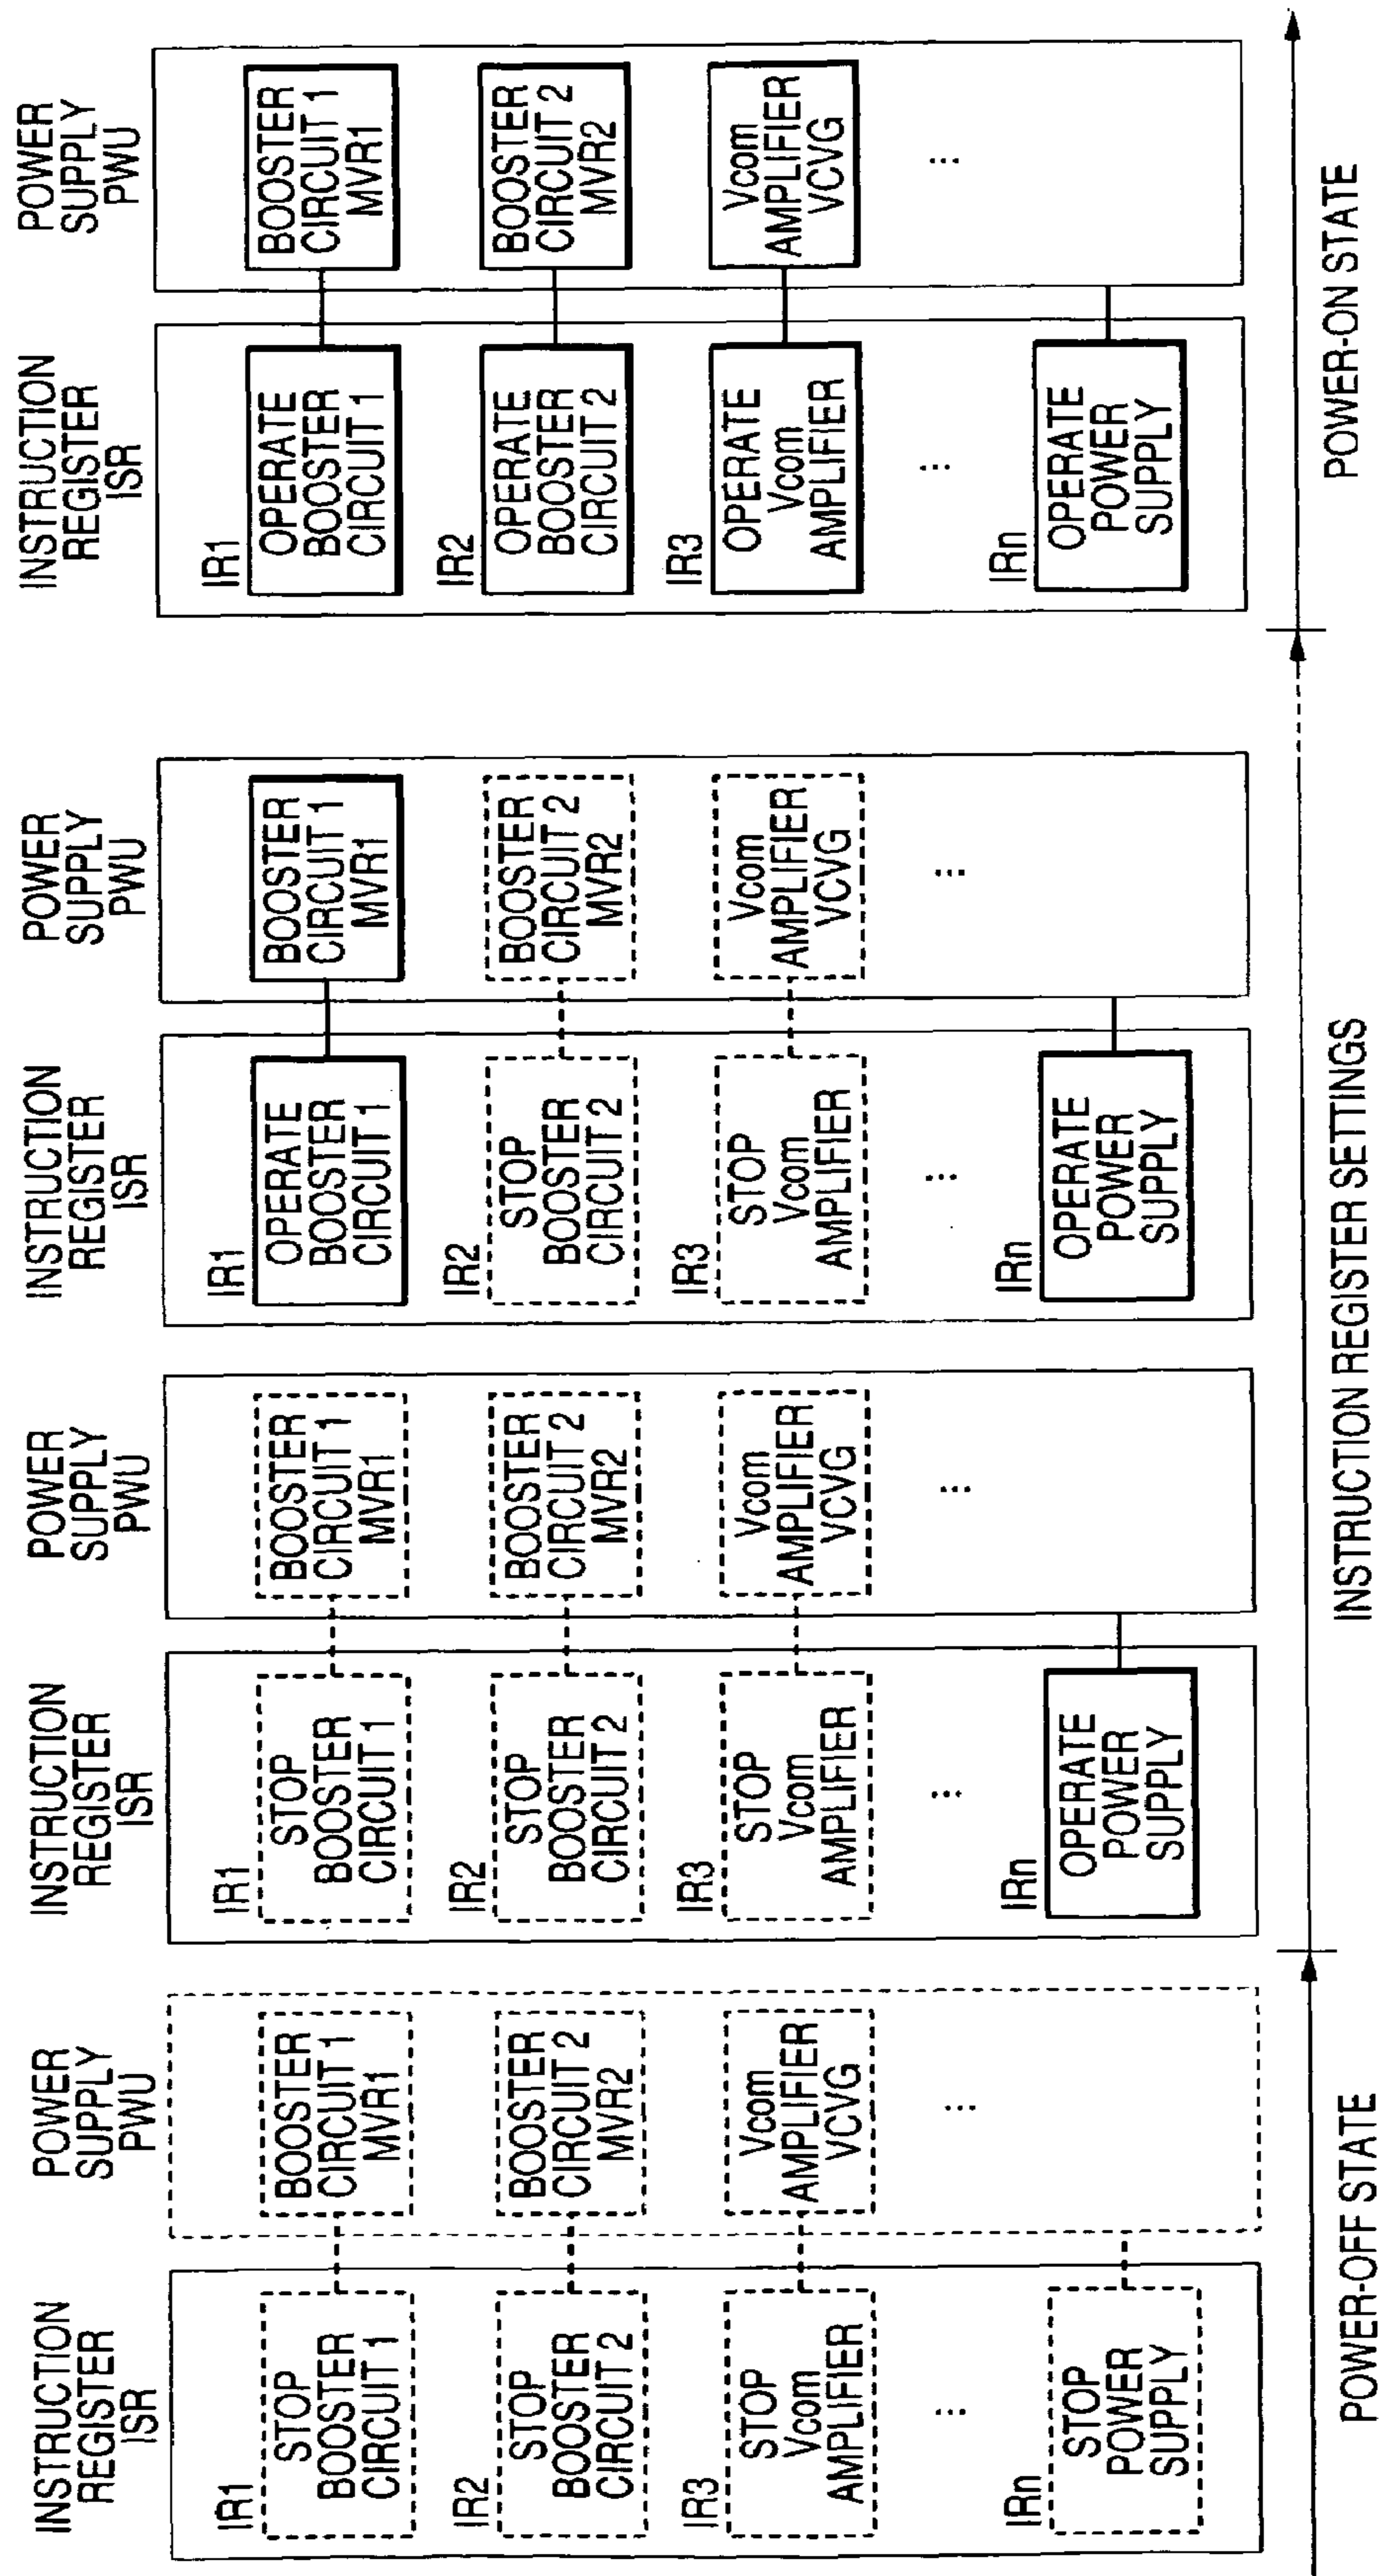 INSTRUCTION
REGISTER
ISR
IR1
STOP
BOOSTER
CIRCUIT 1
IR2
STOP
BOOSTER
CIRCUIT 2
IR3
STOP
Vcom
AMPLIFIER
...
IRn
STOP
POWER
SUPPLY
POWER
SUPPLY
PWU
BOOSTER
CIRCUIT 1
MVR1
BOOSTER
CIRCUIT 2
MVR2
Vcom
AMPLIFIER
VCVG
...
POWER-OFF STATE
INSTRUCTION
REGISTER
ISR
IR1
STOP
BOOSTER
CIRCUIT 1
IR2
STOP
BOOSTER
CIRCUIT 2
IR3
STOP
Vcom
AMPLIFIER
...
IRn
OPERATE
POWER
SUPPLY
POWER
SUPPLY
PWU
BOOSTER
CIRCUIT 1
MVR1
BOOSTER
CIRCUIT 2
MVR2
Vcom
AMPLIFIER
VCVG
...
INSTRUCTION
REGISTER
ISR
IR1
OPERATE
BOOSTER
CIRCUIT 1
IR2
STOP
BOOSTER
CIRCUIT 2
IR3
STOP
Vcom
AMPLIFIER
...
IRn
OPERATE
POWER
SUPPLY
POWER
SUPPLY
PWU
BOOSTER
CIRCUIT 1
MVR1
BOOSTER
CIRCUIT 2
MVR2
Vcom
AMPLIFIER
VCVG
...
INSTRUCTION REGISTER SETTINGS
INSTRUCTION
REGISTER
ISR
IR1
OPERATE
BOOSTER
CIRCUIT 1
IR2
OPERATE
BOOSTER
CIRCUIT 2
IR3
OPERATE
Vcom
AMPLIFIER
...
IRn
OPERATE
POWER
SUPPLY
POWER
SUPPLY
PWU
BOOSTER
CIRCUIT 1
MVR1
BOOSTER
CIRCUIT 2
MVR2
Vcom
AMPLIFIER
VCVG
...
POWER-ON STATE